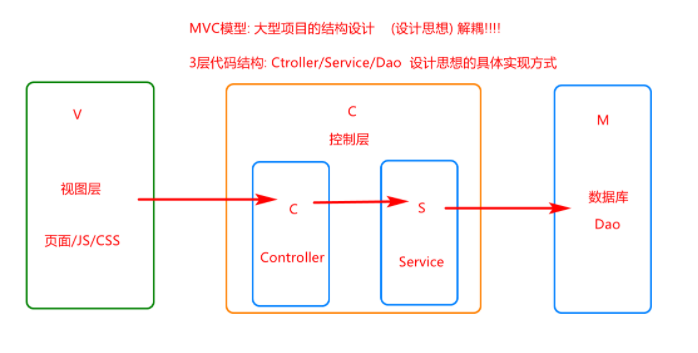 MVC模型: 大型项目的结构设计 (设计思想) 解耦!!!!
3层代码结构: Ctroller/Service/Dao 设计思想的具体实现方式
V
视图层
页面/JS/CSS
C
控制层
C
Controller
S
Service
M
数据库
Dao